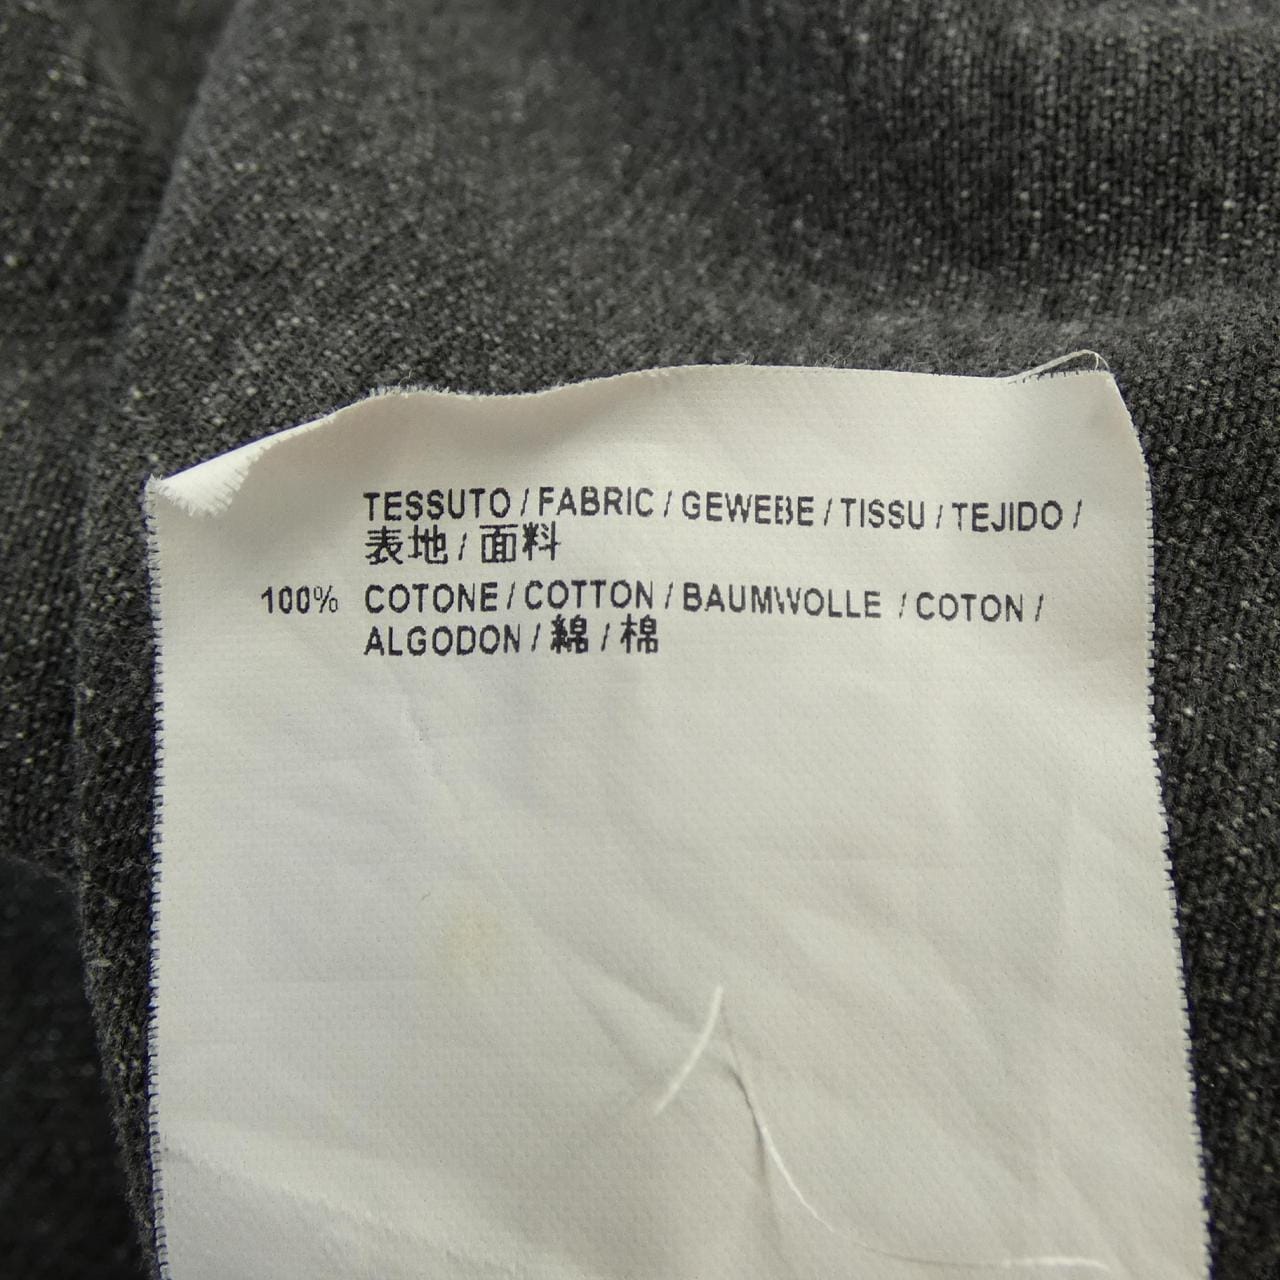 TESSUTO / FABRIC / GEWEBE / TISSU / TEJIDO /
表地 / 面料
100% COTONE / COTTON / BAUMWOLLE / COTON /
ALGODON / 綿 / 棉